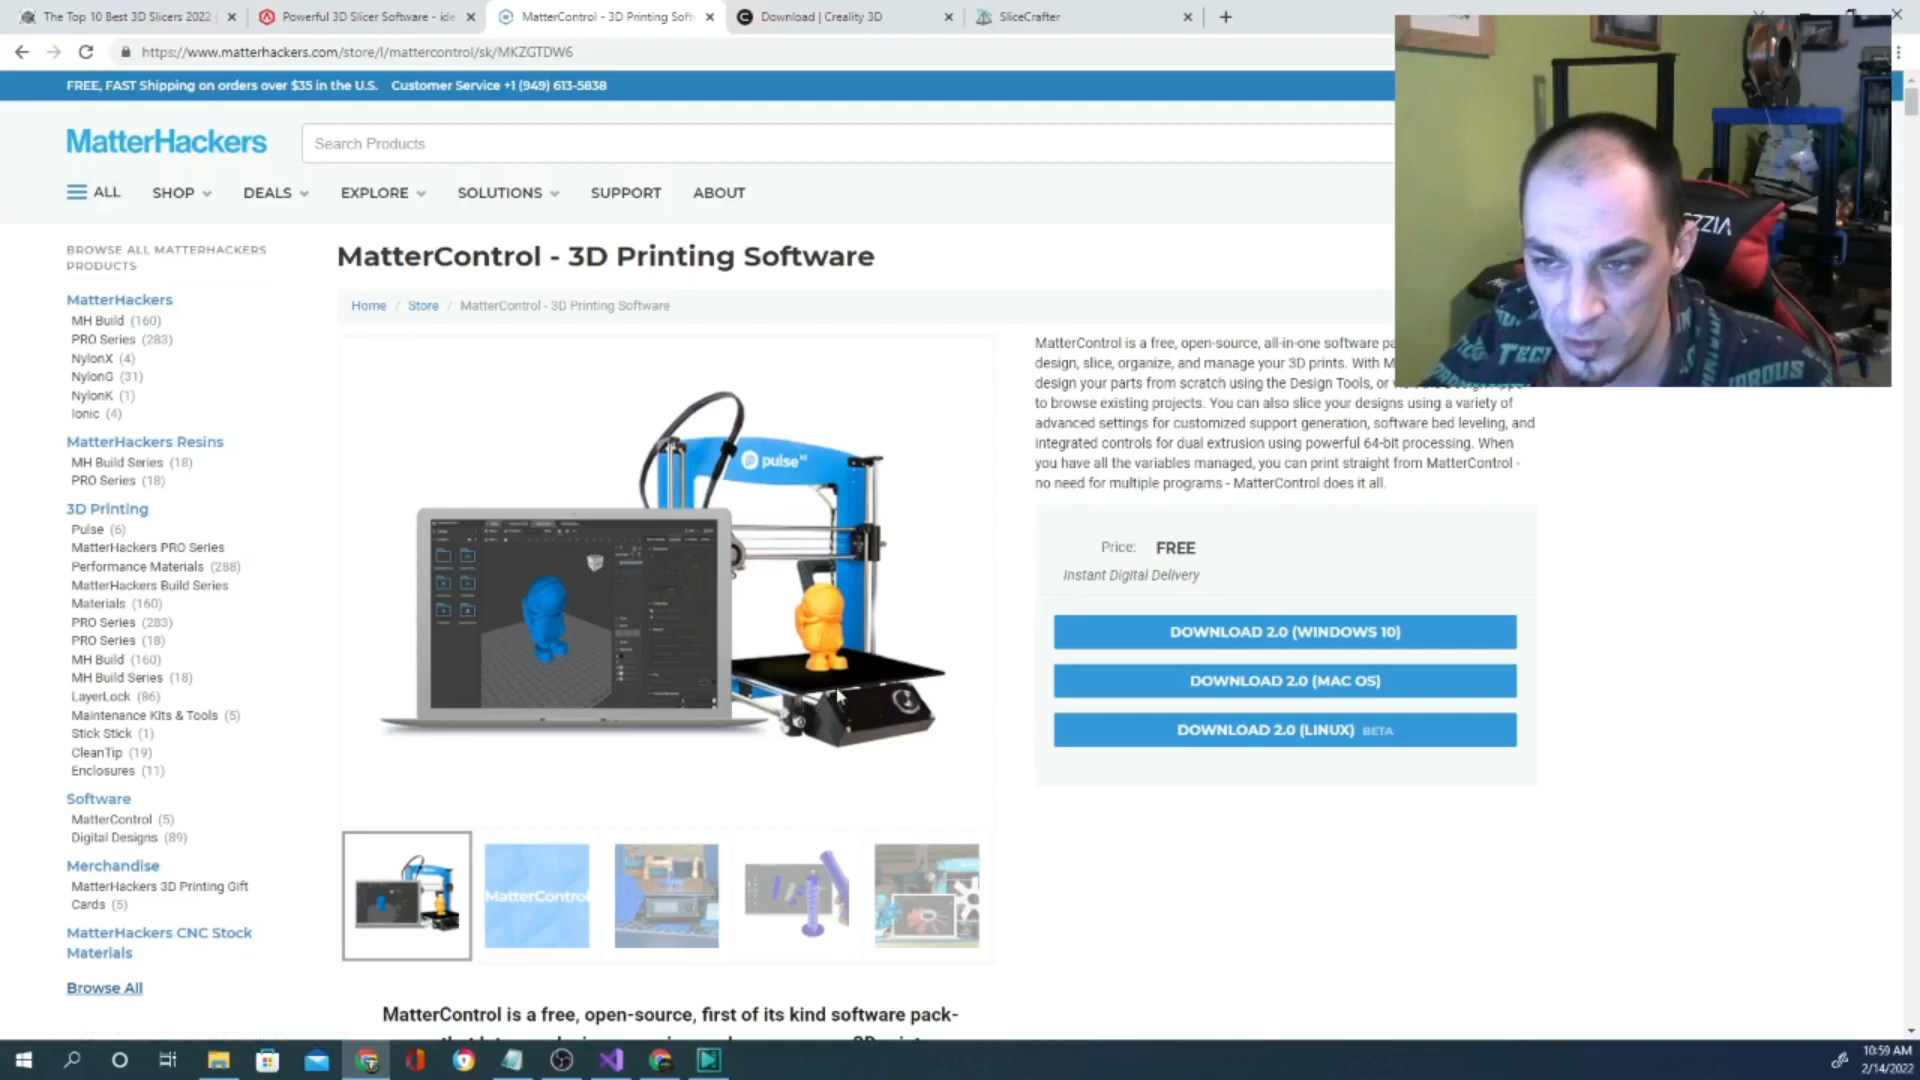 The Top 10 Best 3D Slicers 2022
Powerful 3D Slicer Software - ide
MatterControl - 3D Printing Soft
Download | Creality 3D
SliceCrafter
https://www.matterhackers.com/store/l/mattercontrol/sk/MKZGTDW6
FREE, FAST Shipping on orders over $35 in the U.S. Customer Service +1 (949) 613-5838
MatterHackers
Search Products
ALL SHOP DEALS EXPLORE SOLUTIONS SUPPORT ABOUT
BROWSE ALL MATTERHACKERS
PRODUCTS
MatterHackers
MH Build (160)
PRO Series (283)
NylonX (4)
NylonG (31)
NylonK (1)
Ionic (4)
MatterHackers Resins
MH Build Series (18)
PRO Series (18)
3D Printing
Pulse (6)
MatterHackers PRO Series
Performance Materials (288)
MatterHackers Build Series
Materials (160)
PRO Series (283)
PRO Series (18)
MH Build (160)
MH Build Series (18)
LayerLock (86)
Maintenance Kits & Tools (5)
Stick Stick (1)
CleanTip (19)
Enclosures (11)
Software
MatterControl (5)
Digital Designs (89)
Merchandise
MatterHackers 3D Printing Gift
Cards (5)
MatterHackers CNC Stock
Materials
Browse All
MatterControl - 3D Printing Software
Home / Store / MatterControl - 3D Printing Software
pulse
MatterControl
MatterControl is a free, open-source, all-in-one software pa
design, slice, organize, and manage your 3D prints. With M
design your parts from scratch using the Design Tools, or
to browse existing projects. You can also slice your designs using a variety of
advanced settings for customized support generation, software bed leveling, and
integrated controls for dual extrusion using powerful 64-bit processing. When
you have all the variables managed, you can print straight from MatterControl -
no need for multiple programs - MatterControl does it all.
Price: FREE
Instant Digital Delivery
DOWNLOAD 2.0 (WINDOWS 10)
DOWNLOAD 2.0 (MAC OS)
DOWNLOAD 2.0 (LINUX) BETA
MatterControl is a free, open-source, first of its kind software pack-
10:59 AM
2/14/2022